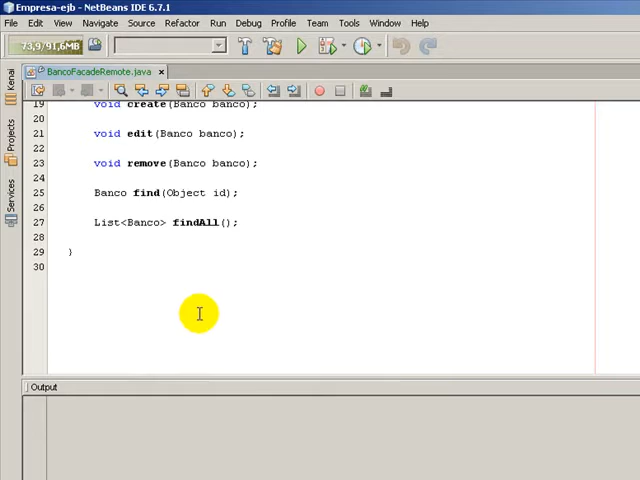 Empresa-ejb - NetBeans IDE 6.7.1
File Edit View Navigate Source Refactor Run Debug Profile Team Tools Window Help
73,9/91,6MB
BancoFacadeRemote.java
Kenai
Projects
Services
19 void create(Banco banco);
20
21 void edit(Banco banco);
22
23 void remove(Banco banco);
24
25 Banco find(Object id);
26
27 List<Banco> findAll();
28
29 }
30
Output